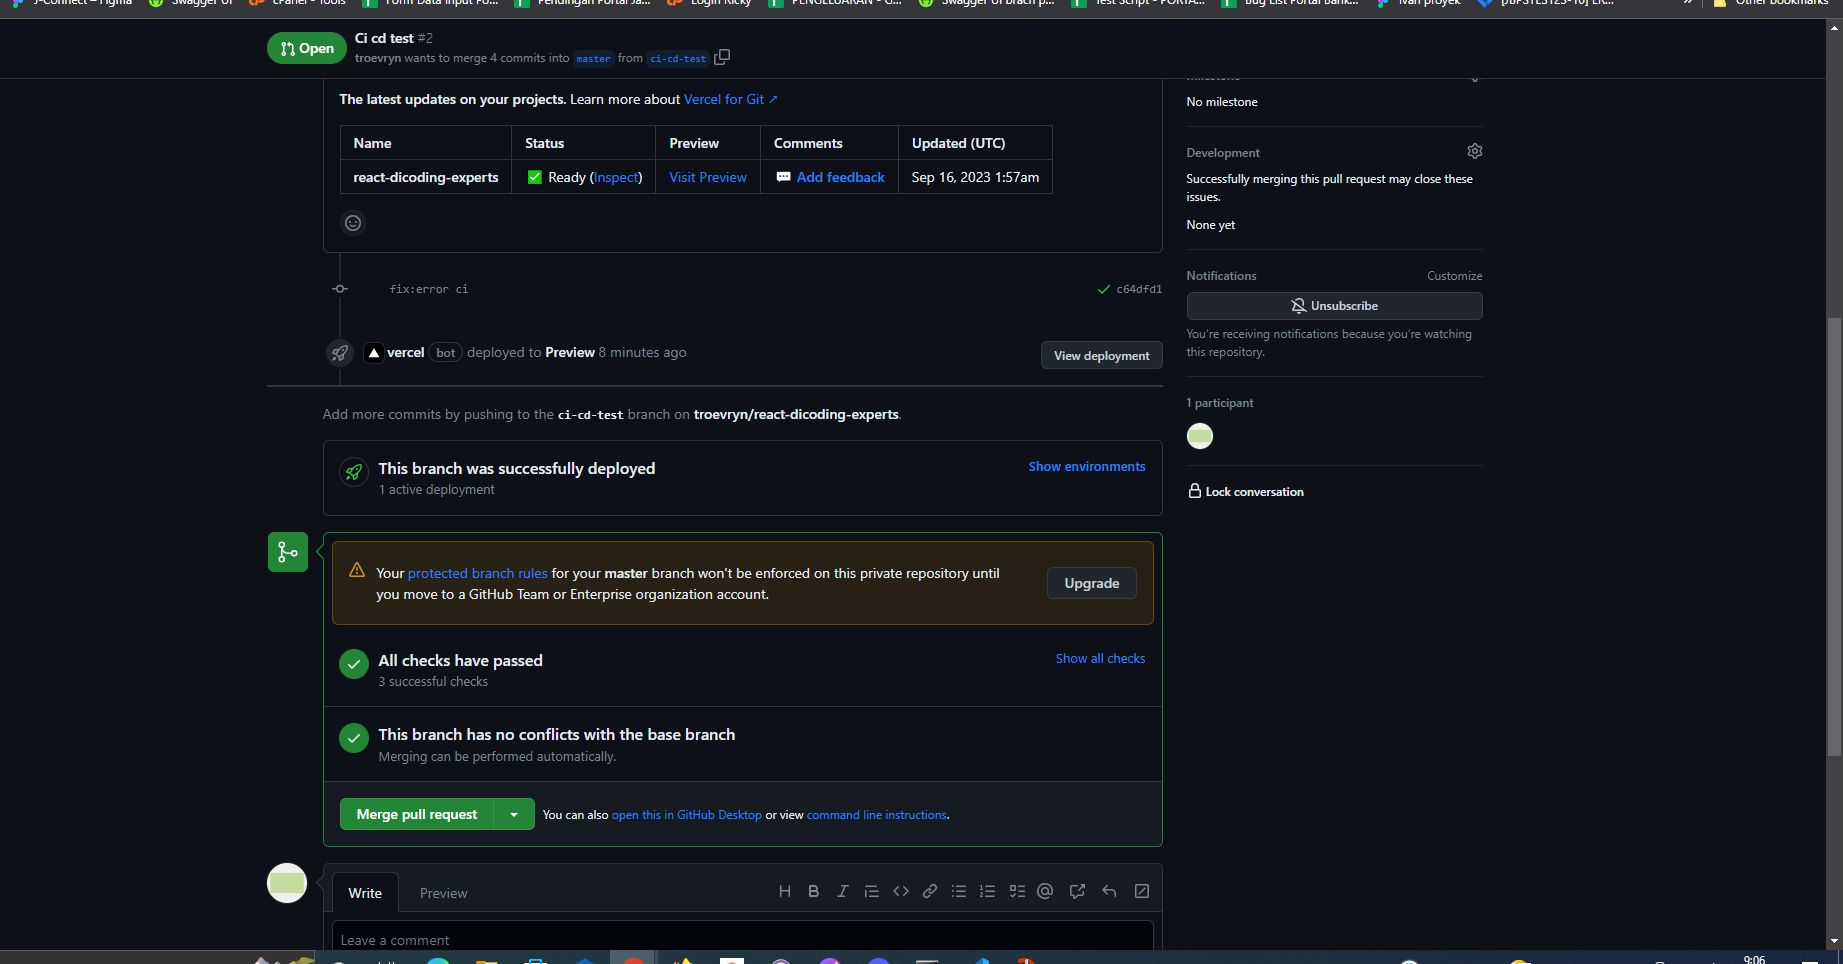 J-Connect – Figma
Swagger UI
cPanel - Tools
Form Data Input Po...
Pendingan Portal Ja...
Login Ricky
PENGELUARAN - G...
Swagger UI brach p...
Test Script - PORTA...
Bug List Portal Bank...
Ivan proyek
Other bookmarks
Open
Ci cd test #2
troevryn wants to merge 4 commits into master from ci-cd-test
The latest updates on your projects. Learn more about Vercel for Git ↗
Name Status Preview Comments Updated (UTC)
react-dicoding-experts ✅ Ready (Inspect) Visit Preview 💬 Add feedback Sep 16, 2023 1:57am
fix:error ci
c64dfd1
vercel bot deployed to Preview 8 minutes ago
View deployment
Add more commits by pushing to the ci-cd-test branch on troevryn/react-dicoding-experts.
This branch was successfully deployed
1 active deployment
Show environments
Your protected branch rules for your master branch won't be enforced on this private repository until
you move to a GitHub Team or Enterprise organization account.
Upgrade
All checks have passed
3 successful checks
Show all checks
This branch has no conflicts with the base branch
Merging can be performed automatically.
Merge pull request
You can also open this in GitHub Desktop or view command line instructions.
Write
Preview
Leave a comment
Milestone
No milestone
Development
Successfully merging this pull request may close these
issues.
None yet
Notifications
Customize
Unsubscribe
You're receiving notifications because you're watching
this repository.
1 participant
Lock conversation
9:06